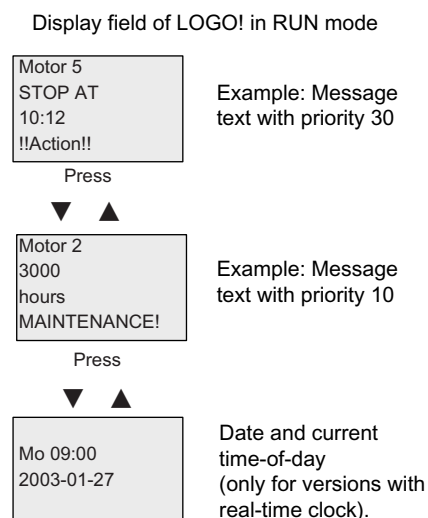 Display field of LOGO! in RUN mode
Motor 5
STOP AT
10:12
!!Action!!
Example: Message
text with priority 30
Press
▼ ▲
Motor 2
3000
hours
MAINTENANCE!
Example: Message
text with priority 10
Press
▼ ▲
Mo 09:00
2003-01-27
Date and current
time-of-day
(only for versions with
real-time clock).